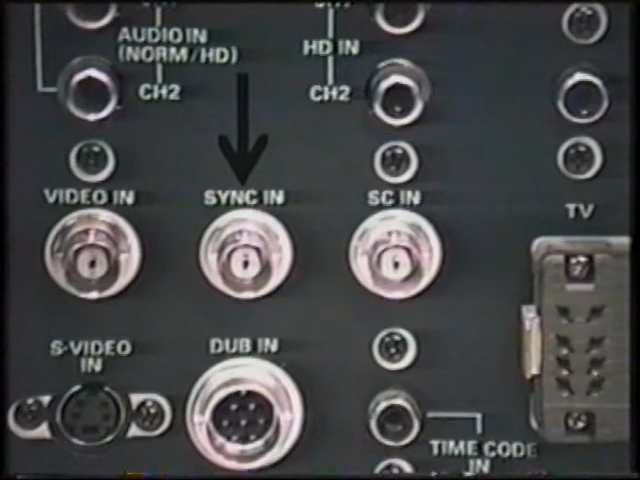 AUDIO IN
(NORM/HD)
CH2
HD IN
CH2
VIDEO IN
SYNC IN
SC IN
TV
S-VIDEO
IN
DUB IN
TIME CODE
IN